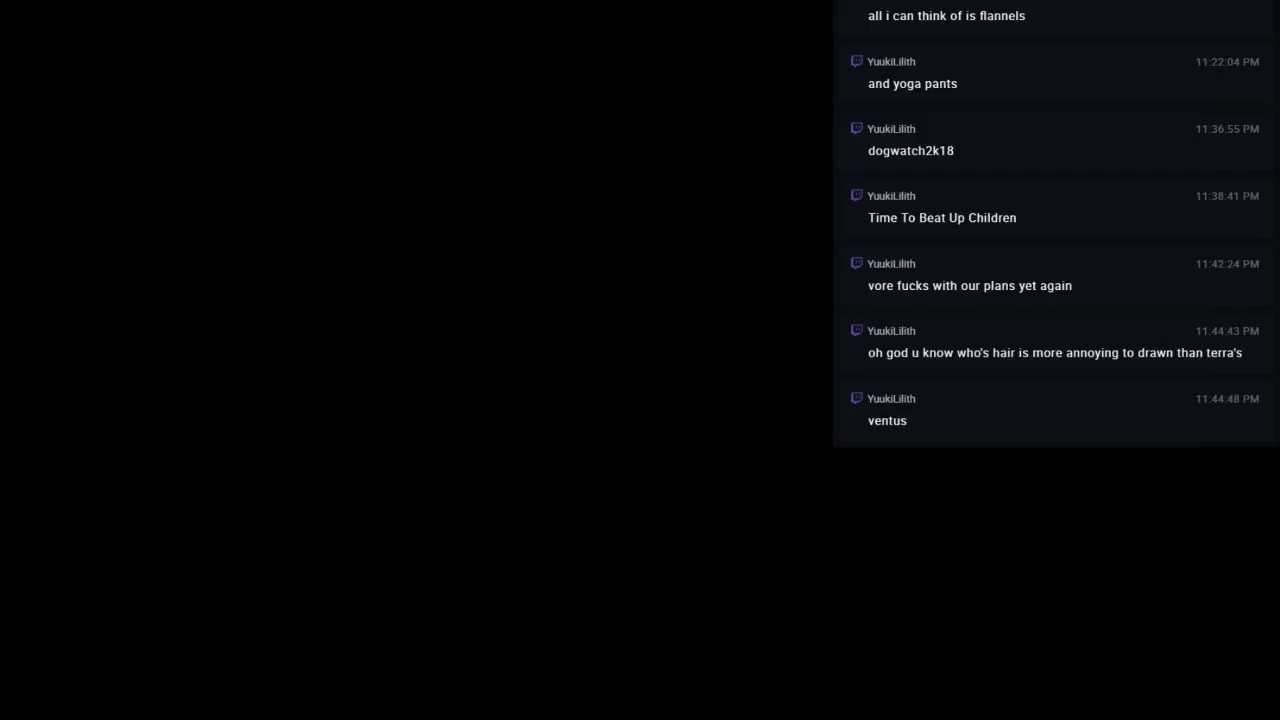 all i can think of is flannels
YuukiLilith 11:22:04 PM
and yoga pants
YuukiLilith 11:36:55 PM
dogwatch2k18
YuukiLilith 11:38:41 PM
Time To Beat Up Children
YuukiLilith 11:42:24 PM
vore fucks with our plans yet again
YuukiLilith 11:44:43 PM
oh god u know who's hair is more annoying to drawn than terra's
YuukiLilith 11:44:48 PM
ventus